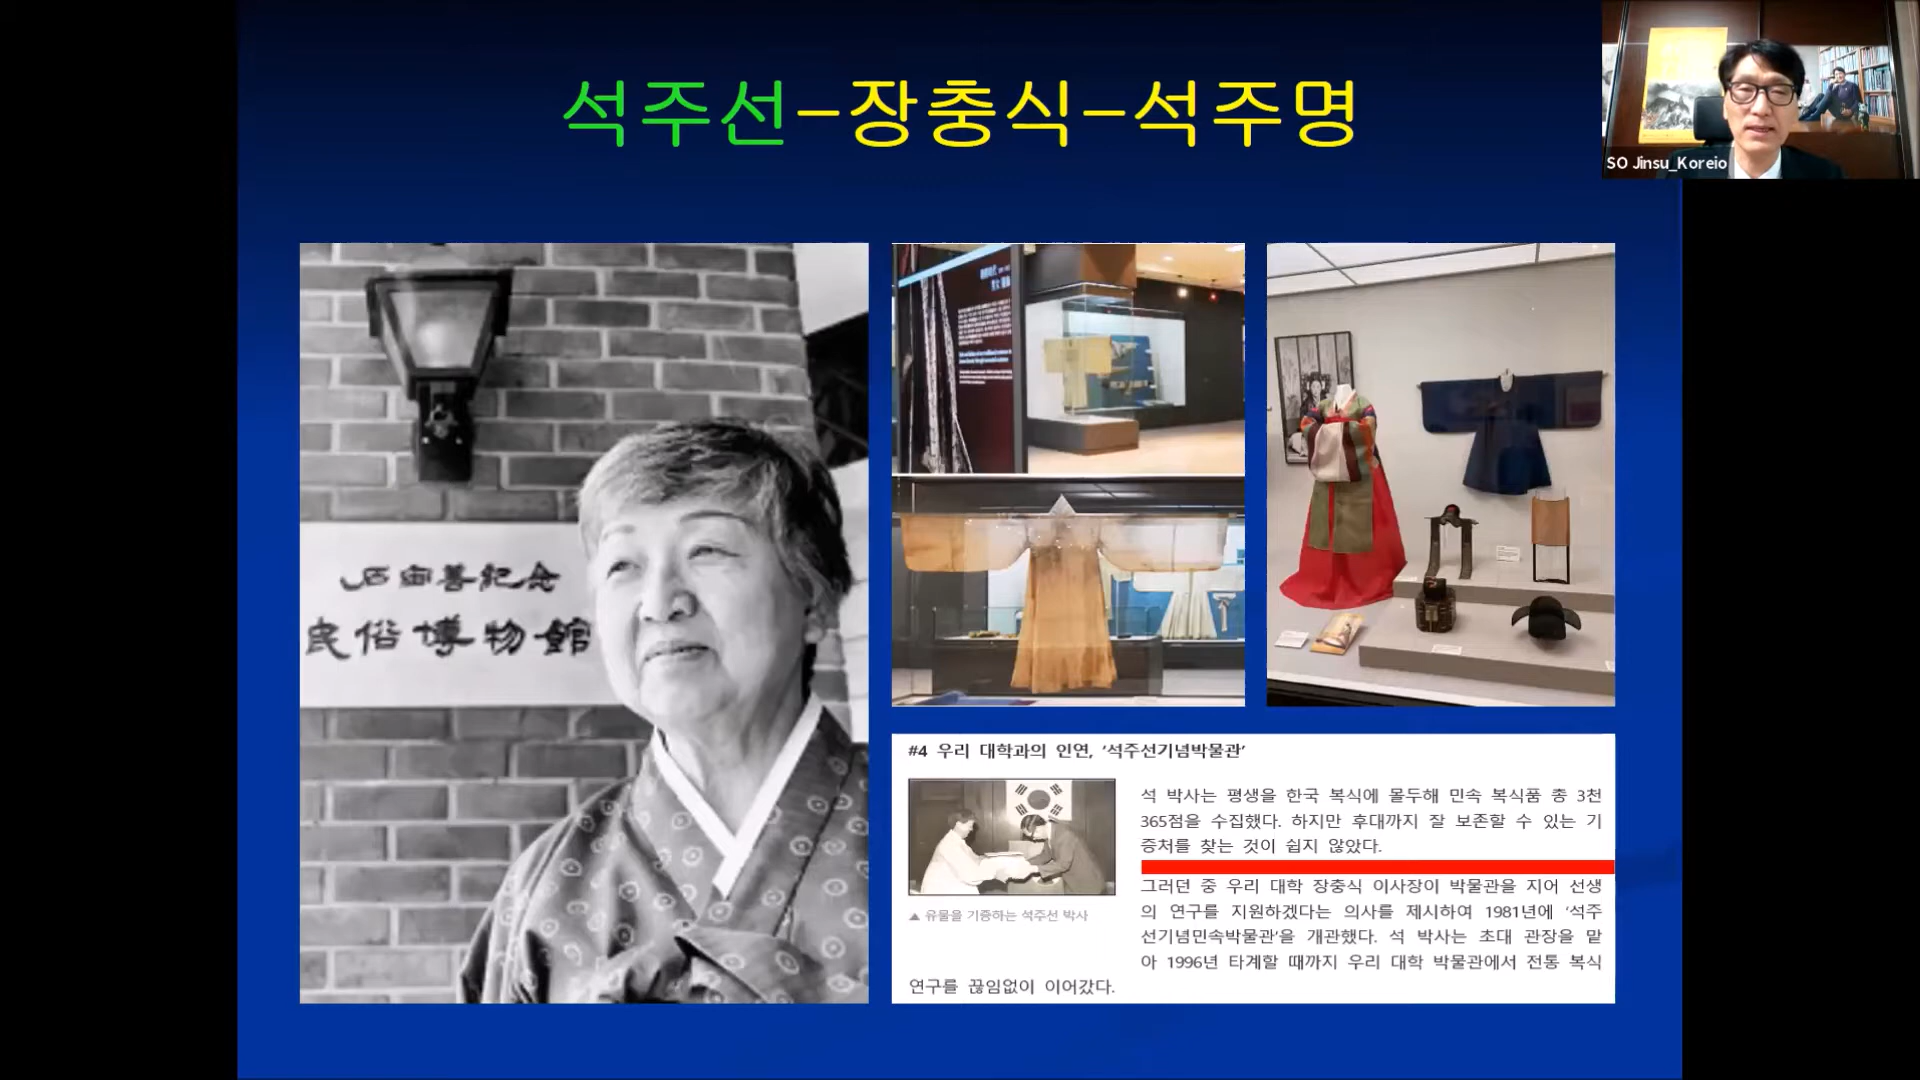 석주선-장충식-석주명
SO Jinsu_Koreio
石宙善紀念
民俗博物館
#4 우리 대학과의 인연, ‘석주선기념박물관’
석 박사는 평생을 한국 복식에 몰두해 민속 복식품 총 3천
365점을 수집했다. 하지만 후대까지 잘 보존할 수 있는 기
증처를 찾는 것이 쉽지 않았다.
그러던 중 우리 대학 장충식 이사장이 박물관을 지어 선생
의 연구를 지원하겠다는 의사를 제시하여 1981년에 ‘석주
선기념민속박물관’을 개관했다. 석 박사는 초대 관장을 맡
아 1996년 타계할 때까지 우리 대학 박물관에서 전통 복식
연구를 끊임없이 이어갔다.
▲ 유물을 기증하는 석주선 박사